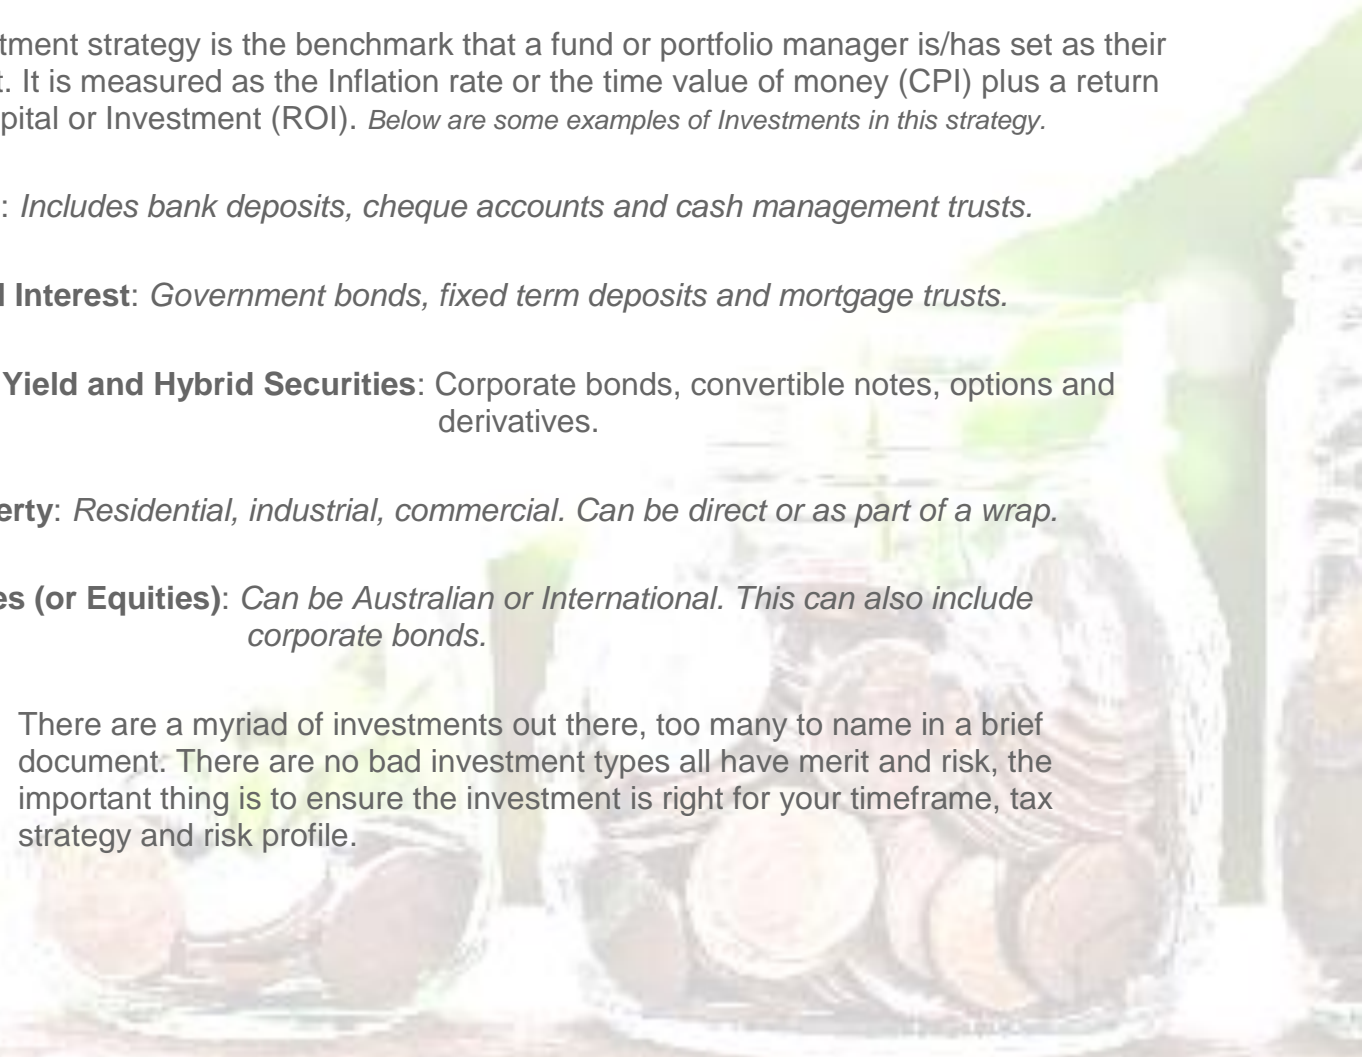 tment strategy is the benchmark that a fund or portfolio manager is/has set as their
t. It is measured as the Inflation rate or the time value of money (CPI) plus a return
pital or Investment (ROI). Below are some examples of Investments in this strategy.
: Includes bank deposits, cheque accounts and cash management trusts.
l Interest: Government bonds, fixed term deposits and mortgage trusts.
Yield and Hybrid Securities: Corporate bonds, convertible notes, options and
derivatives.
erty: Residential, industrial, commercial. Can be direct or as part of a wrap.
es (or Equities): Can be Australian or International. This can also include
corporate bonds.
There are a myriad of investments out there, too many to name in a brief
document. There are no bad investment types all have merit and risk, the
important thing is to ensure the investment is right for your timeframe, tax
strategy and risk profile.